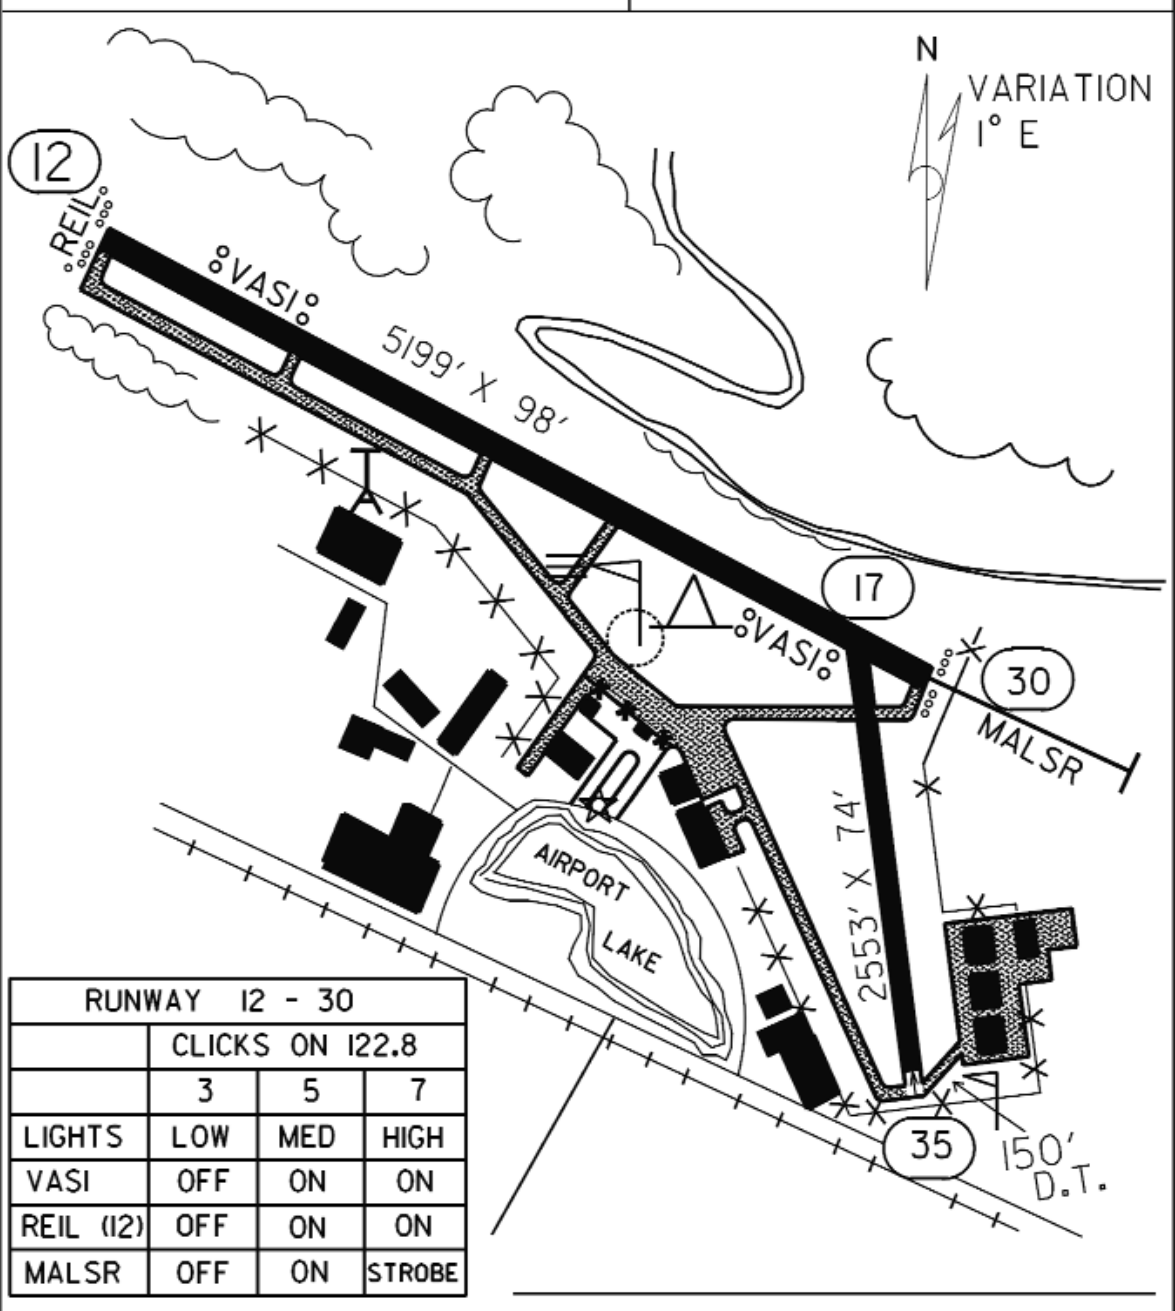 N
VARIATION
1° E
12
REIL
VASI
5199' X 98'
17
VASI
30
MALSR
2553' X 74'
AIRPORT
LAKE
35
150'
D.T.
RUNWAY 12 - 30
CLICKS ON 122.8
3 5 7
LIGHTS LOW MED HIGH
VASI OFF ON ON
REIL (12) OFF ON ON
MALSR OFF ON STROBE